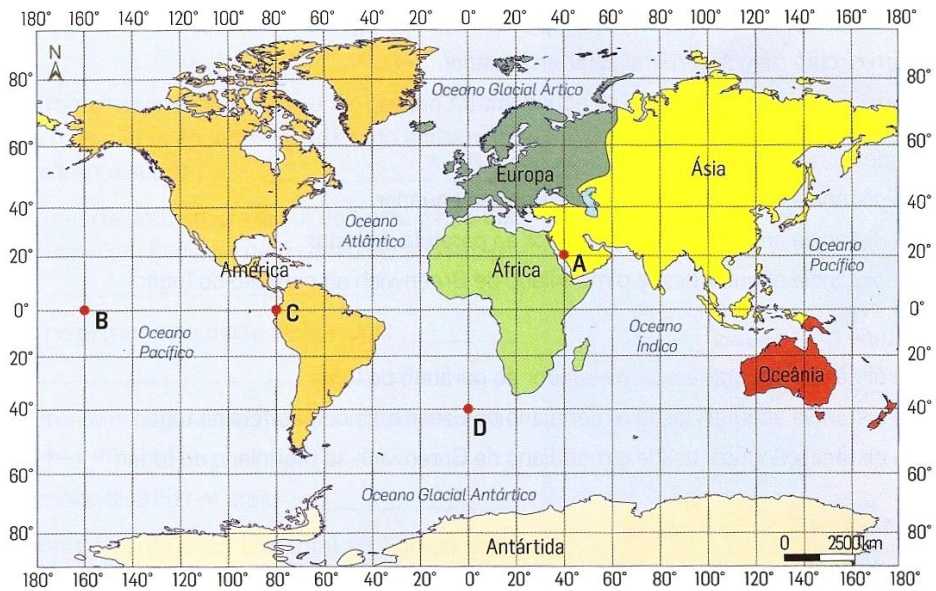 180° 160° 120° 100° 80° 60° 40° 20° 0° 20° 40° 60° 80° 100° 120° 140° 160° 180°
N
80° 80°
Oceano Glacial Ártico
60° 60°
Europa
Ásia
40° 40°
Oceano
Atlântico
Oceano
Pacífico
20° 20°
América
África
A
0° 0°
B
C
Oceano
Pacífico
Oceano
Índico
20° 20°
Oceânia
40° 40°
D
60° 60°
Oceano Glacial Antártico
80° 80°
Antártida
0 2500km
180° 160° 140° 120° 100° 80° 60° 40° 20° 0° 20° 40° 60° 80° 100° 120° 140° 160° 180°